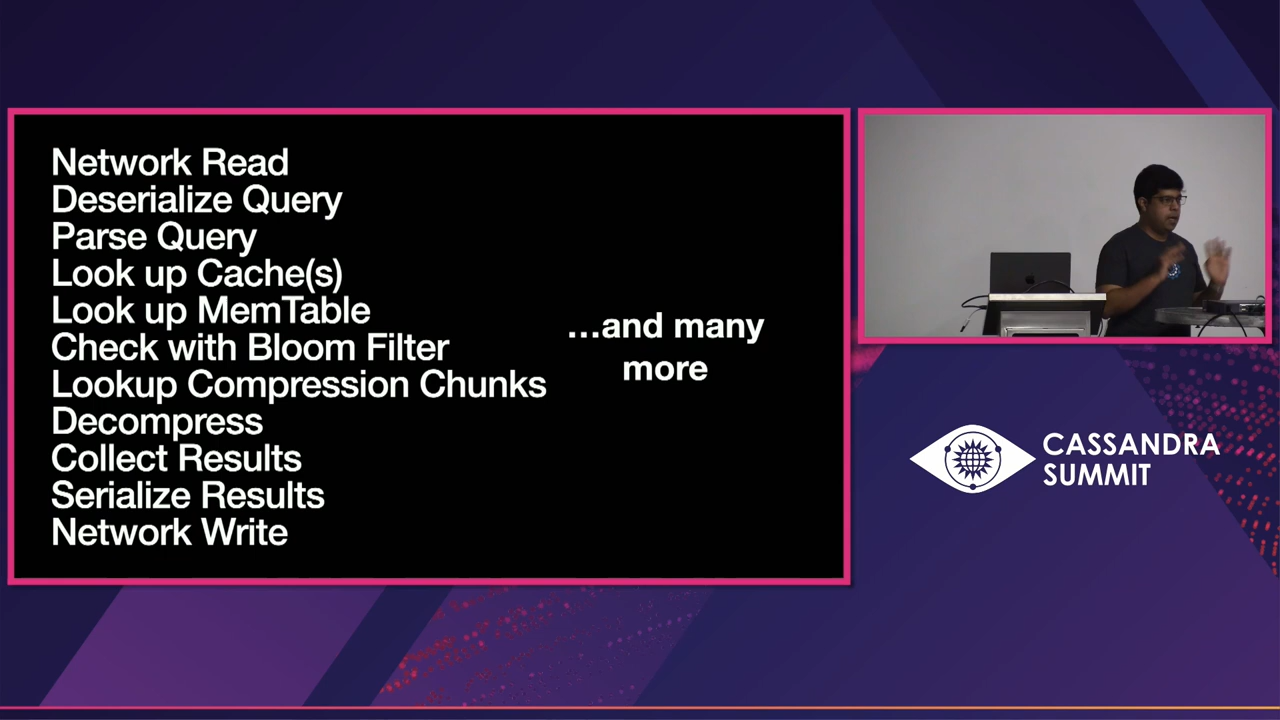 Network Read
Deserialize Query
Parse Query
Look up Cache(s)
Look up MemTable
Check with Bloom Filter
Lookup Compression Chunks
Decompress
Collect Results
Serialize Results
Network Write
...and many
more
CASSANDRA
SUMMIT